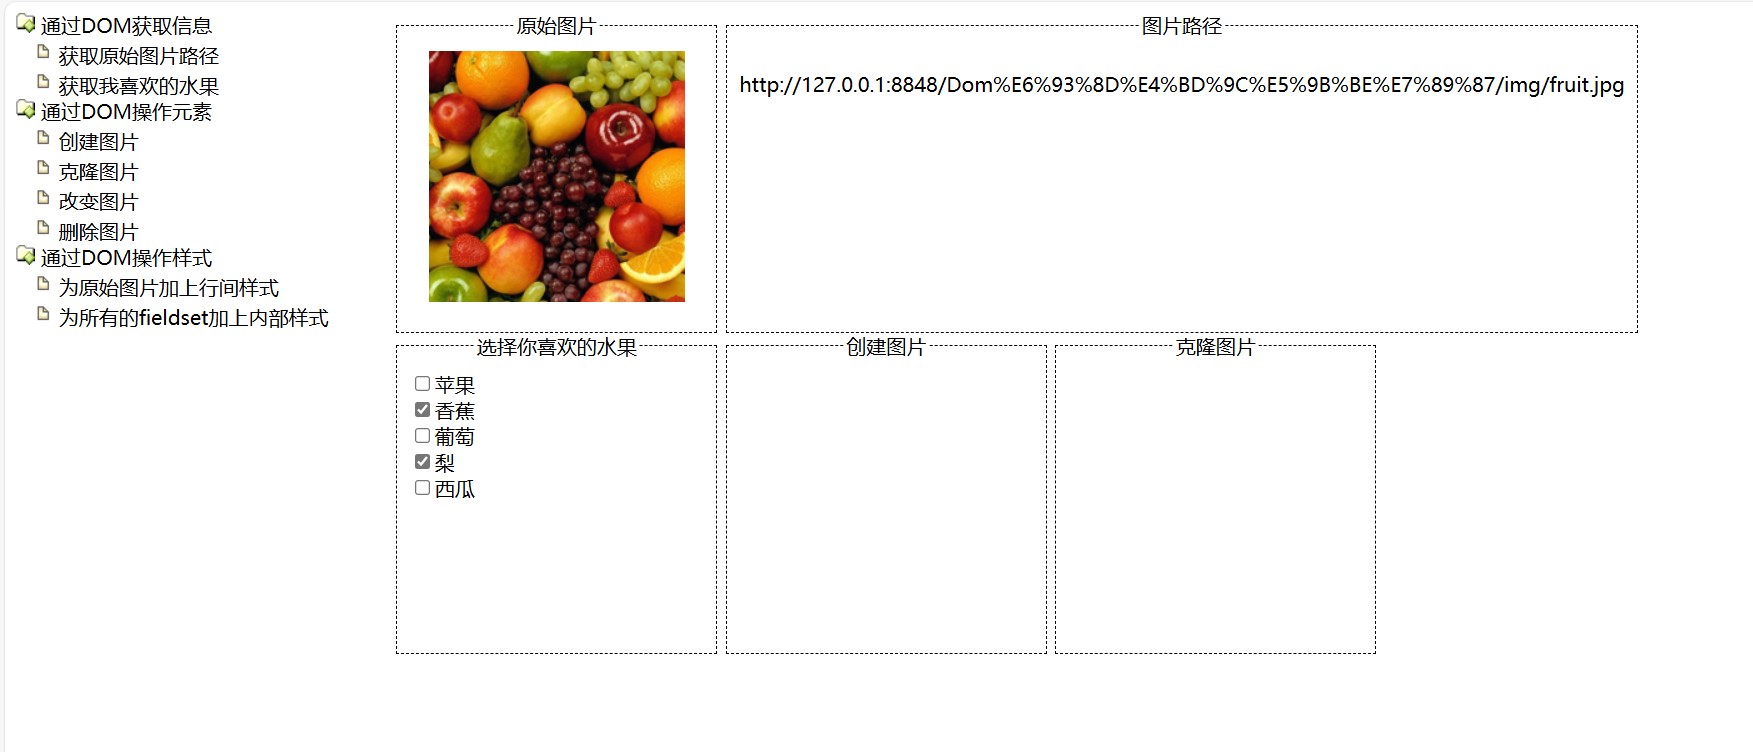 通过DOM获取信息
获取原始图片路径
获取我喜欢的水果
通过DOM操作元素
创建图片
克隆图片
改变图片
删除图片
通过DOM操作样式
为原始图片加上行间样式
为所有的fieldset加上内部样式
原始图片
图片路径
http://127.0.0.1:8848/Dom%E6%93%8D%E4%BD%9C%E5%9B%BE%E7%89%87/img/fruit.jpg
选择你喜欢的水果
苹果
香蕉
葡萄
梨
西瓜
创建图片
克隆图片